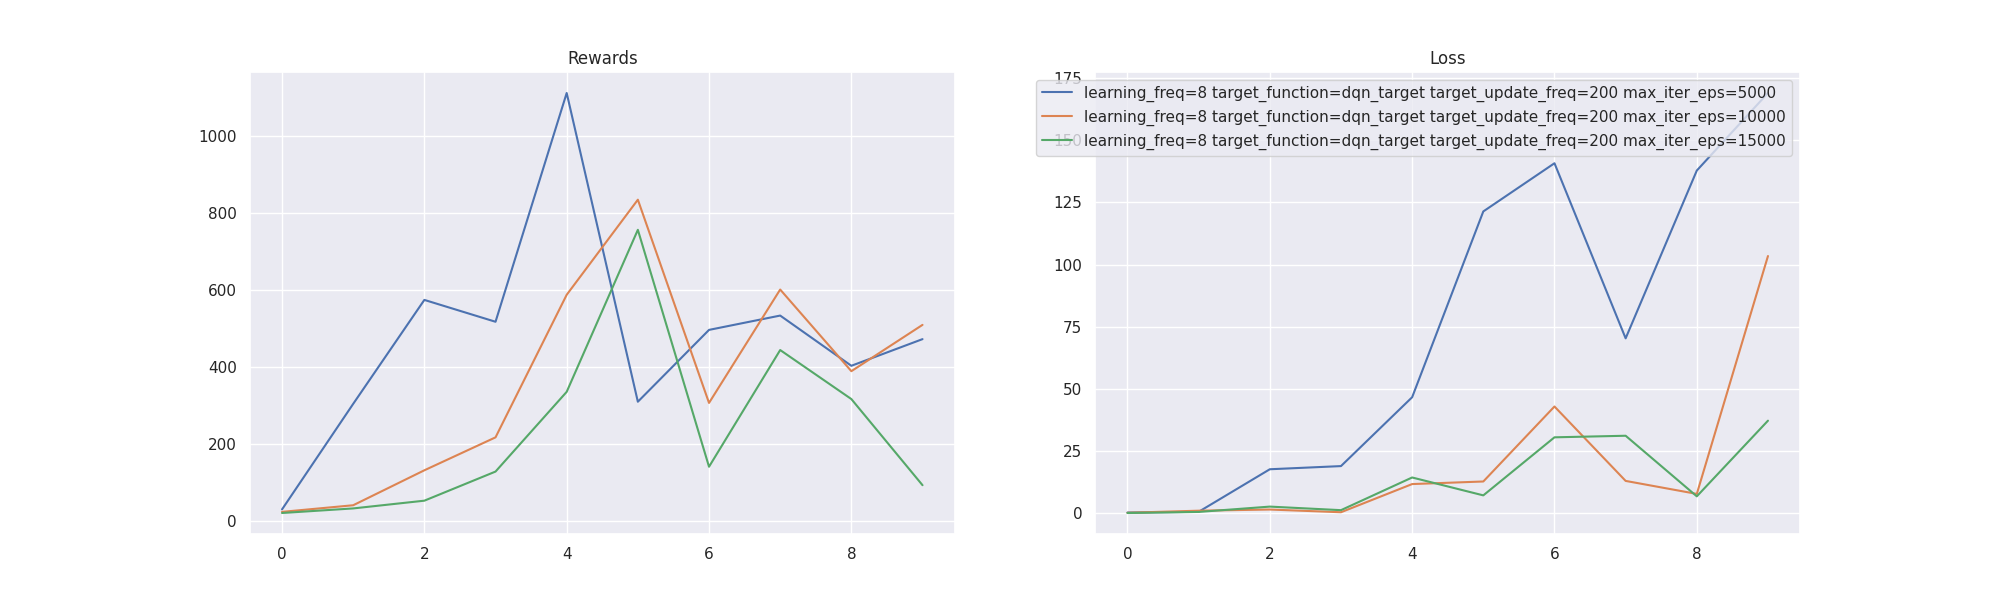 Rewards
1000
800
600
400
200
0
0 2 4 6 8
Loss
175
150
125
100
75
50
25
0
learning_freq=8 target_function=dqn_target target_update_freq=200 max_iter_eps=5000
learning_freq=8 target_function=dqn_target target_update_freq=200 max_iter_eps=10000
learning_freq=8 target_function=dqn_target target_update_freq=200 max_iter_eps=15000
0 2 4 6 8